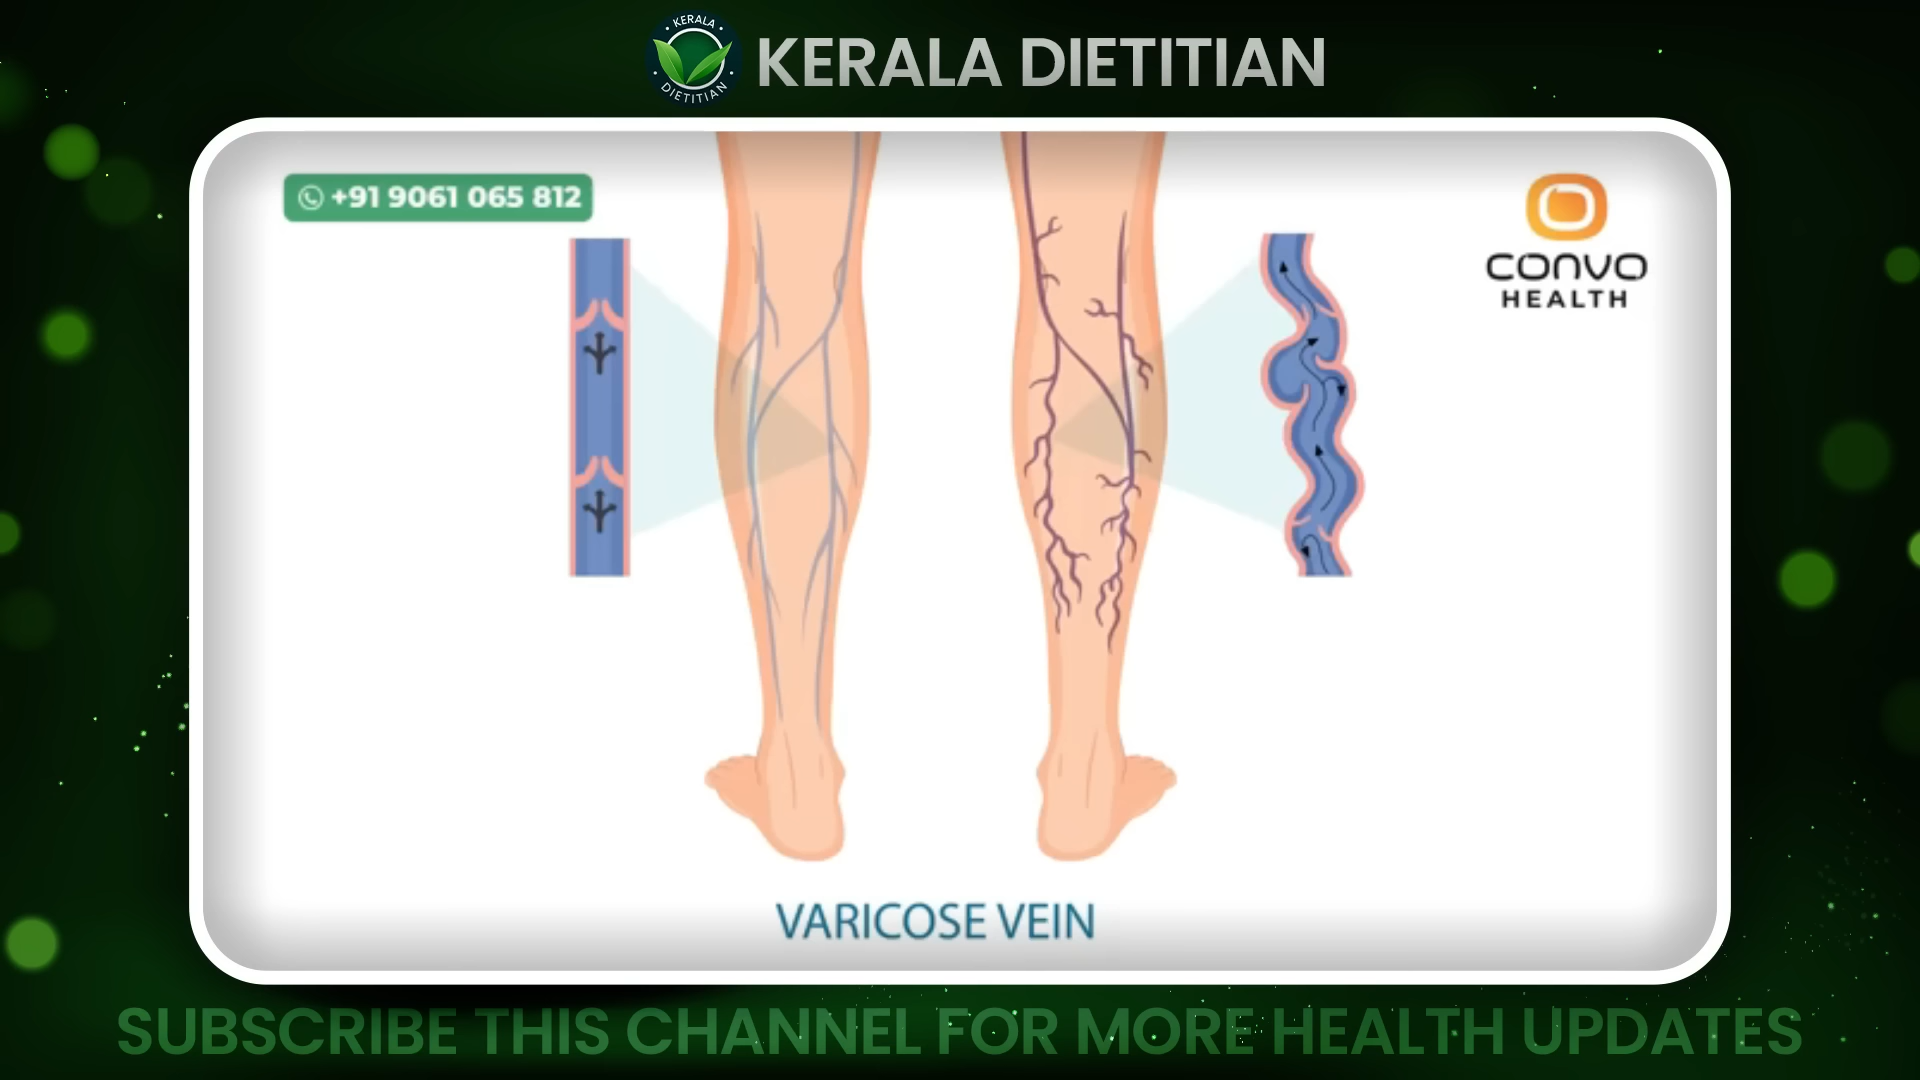 KERALA
DIETITIAN
KERALA DIETITIAN
+91 9061 065 812
CONVO
HEALTH
VARICOSE VEIN
SUBSCRIBE THIS CHANNEL FOR MORE HEALTH UPDATES